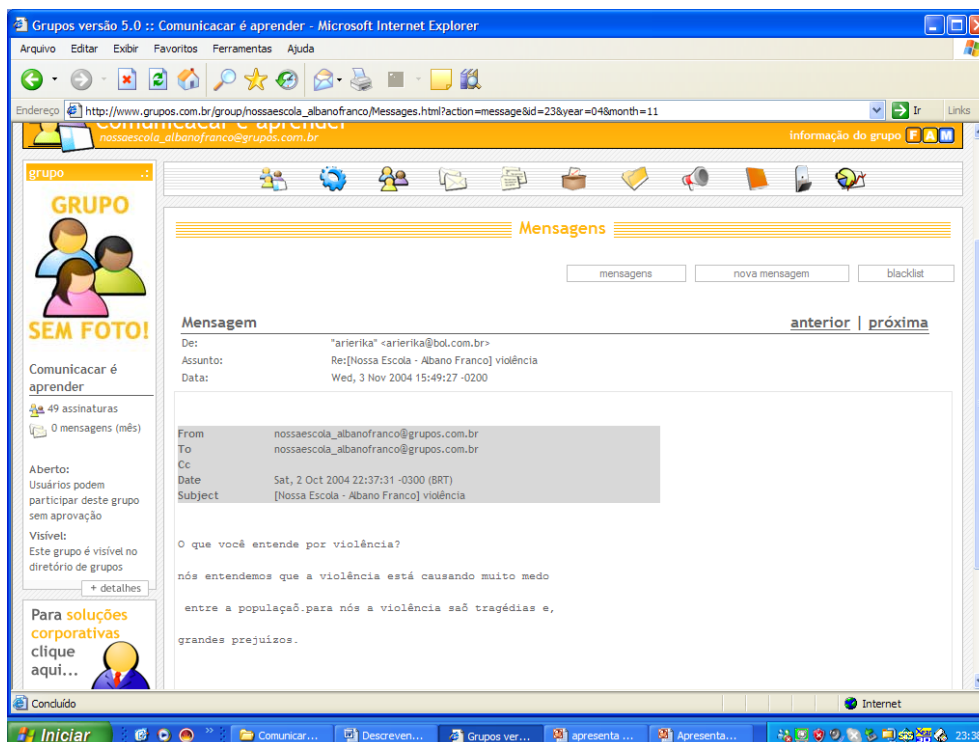 Grupos versão 5.0 :: Comunicacar é aprender - Microsoft Internet Explorer
Arquivo Editar Exibir Favoritos Ferramentas Ajuda
Endereço http://www.grupos.com.br/group/nossaescola_albanofranco/Messages.html?action=message&id=23&year=04&month=11 Ir Links
Comunicacar é aprender
nossaescola_albanofranco@grupos.com.br
informação do grupo F A M
grupo .:
GRUPO
SEM FOTO!
Comunicacar é
aprender
49 assinaturas
0 mensagens (mês)
Aberto:
Usuários podem
participar deste grupo
sem aprovação
Visível:
Este grupo é visível no
diretório de grupos
+ detalhes
Para soluções
corporativas
clique
aqui...
Mensagens
mensagens nova mensagem blacklist
Mensagem anterior | próxima
De: "arierika" <arierika@bol.com.br>
Assunto: Re:[Nossa Escola - Albano Franco] violência
Data: Wed, 3 Nov 2004 15:49:27 -0200
From nossaescola_albanofranco@grupos.com.br
To nossaescola_albanofranco@grupos.com.br
Cc
Date Sat, 2 Oct 2004 22:37:31 -0300 (BRT)
Subject [Nossa Escola - Albano Franco] violência
O que você entende por violência?
nós entendemos que a violência está causando muito medo
entre a populaçaõ.para nós a violência saõ tragédias e,
grandes prejuízos.
Concluído Internet
Iniciar Comunicar... Descreven... Grupos ver... apresenta ... Apresenta...